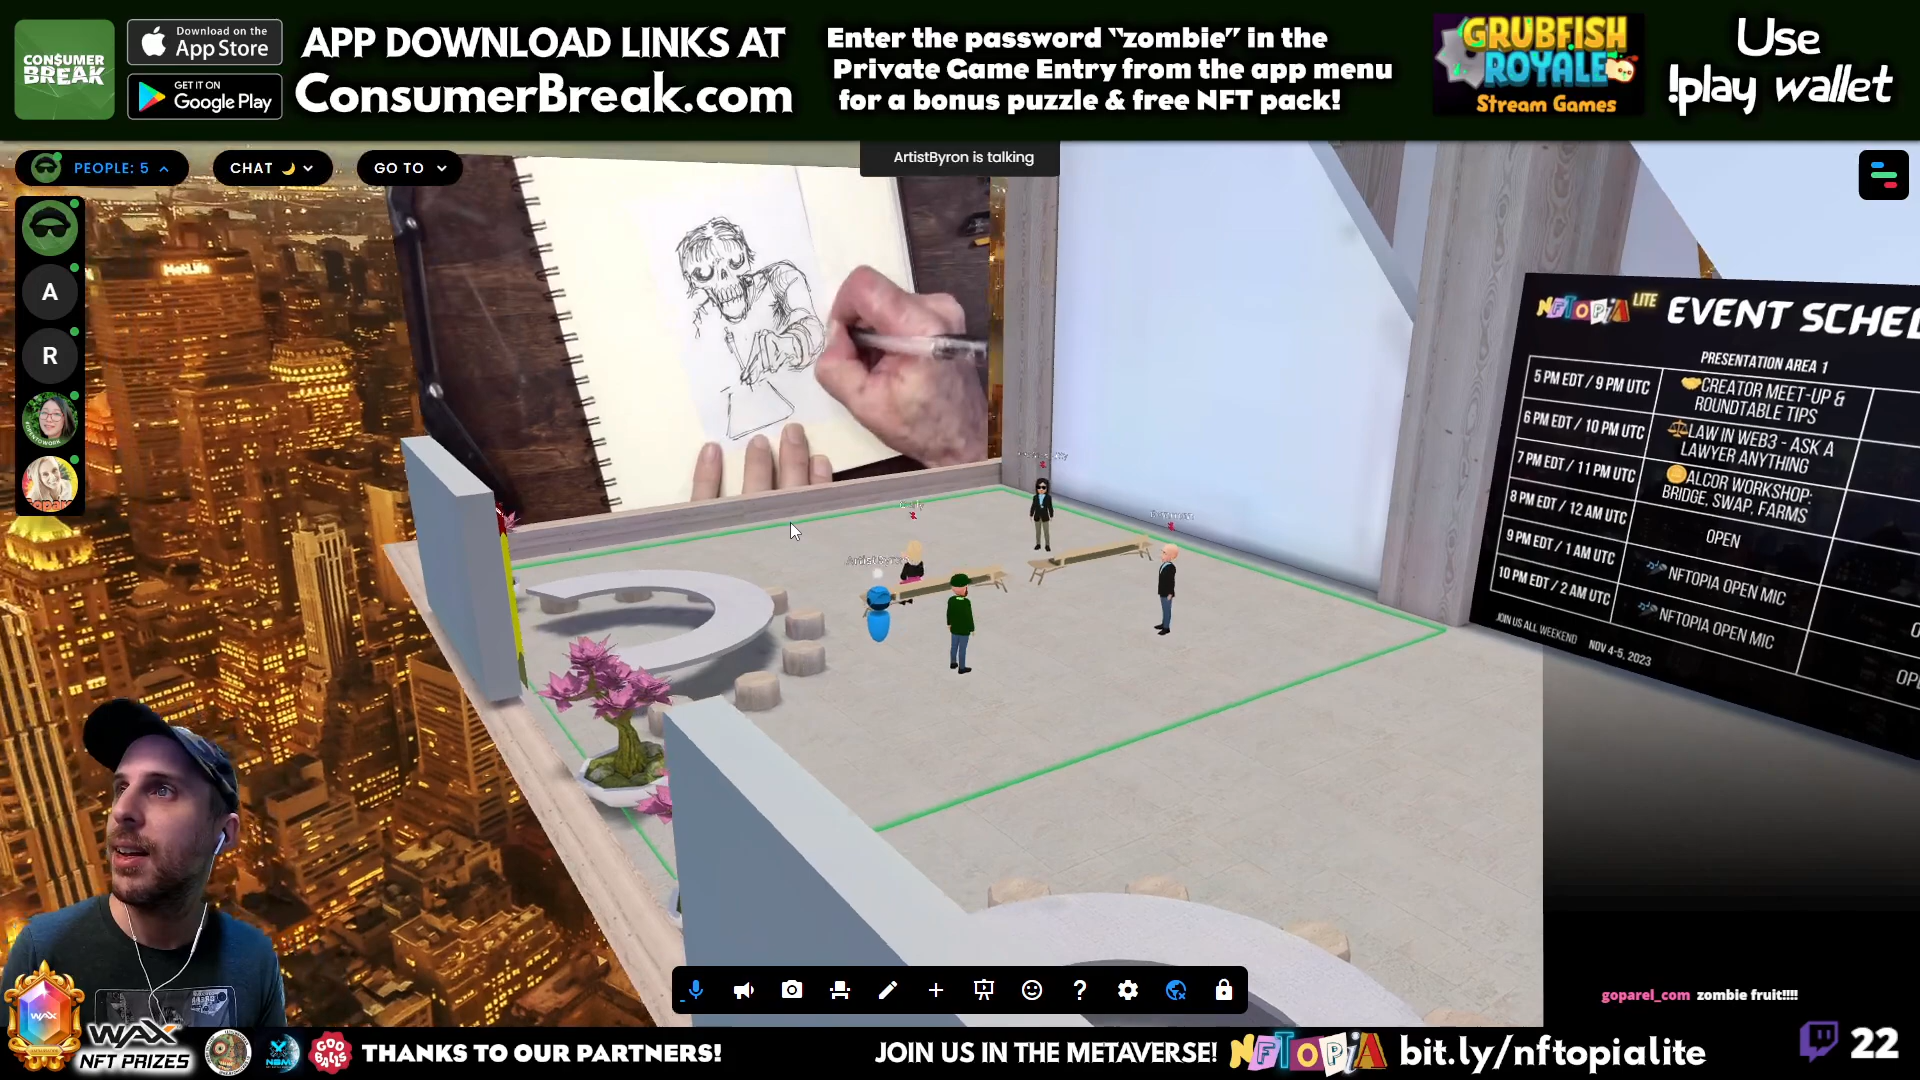 CON$UMER
BREAK
Download on the
App Store
GET IT ON
Google Play
APP DOWNLOAD LINKS AT
ConsumerBreak.com
Enter the password “zombie” in the
Private Game Entry from the app menu
for a bonus puzzle & free NFT pack!
GRUBFISH
ROYALE
Stream Games
Use
!play wallet
PEOPLE: 5
CHAT
GO TO
ArtistByron is talking
A
R
MetLife
NFTOPIA LITE EVENT SCHED
PRESENTATION AREA 1
5 PM EDT / 9 PM UTC
CREATOR MEET-UP &
ROUNDTABLE TIPS
6 PM EDT / 10 PM UTC
LAW IN WEB3 - ASK A
LAWYER ANYTHING
7 PM EDT / 11 PM UTC
ALCOR WORKSHOP:
BRIDGE, SWAP, FARMS
8 PM EDT / 12 AM UTC
OPEN
9 PM EDT / 1 AM UTC
NFTOPIA OPEN MIC
10 PM EDT / 2 AM UTC
NFTOPIA OPEN MIC
JOIN US ALL WEEKEND NOV 4-5, 2023
goparel_com zombie fruit!!!!
WAX
WAX
NFT PRIZES
GOO
BALLS
THANKS TO OUR PARTNERS!
JOIN US IN THE METAVERSE!
NFTOPIA
bit.ly/nftopialite
22